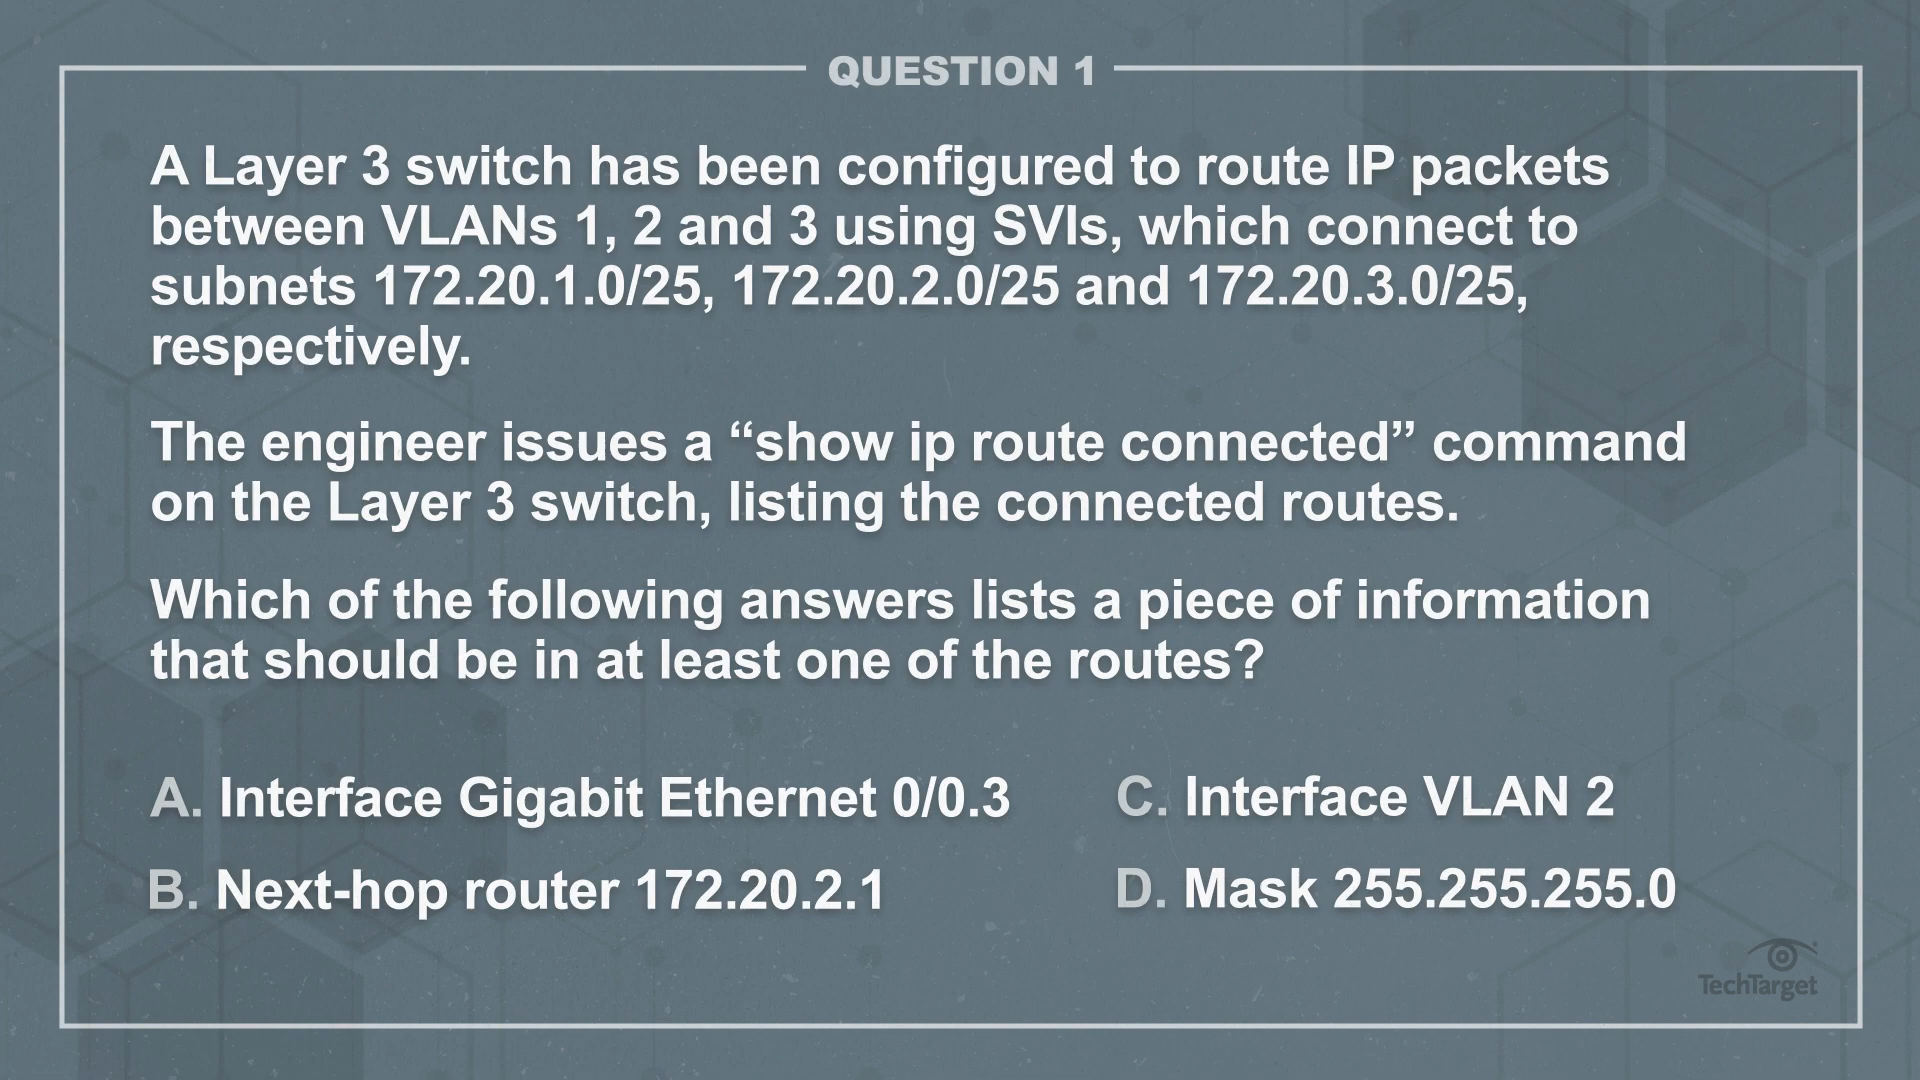 QUESTION 1
A Layer 3 switch has been configured to route IP packets
between VLANs 1, 2 and 3 using SVIs, which connect to
subnets 172.20.1.0/25, 172.20.2.0/25 and 172.20.3.0/25,
respectively.
The engineer issues a “show ip route connected” command
on the Layer 3 switch, listing the connected routes.
Which of the following answers lists a piece of information
that should be in at least one of the routes?
A. Interface Gigabit Ethernet 0/0.3
B. Next-hop router 172.20.2.1
C. Interface VLAN 2
D. Mask 255.255.255.0
TechTarget